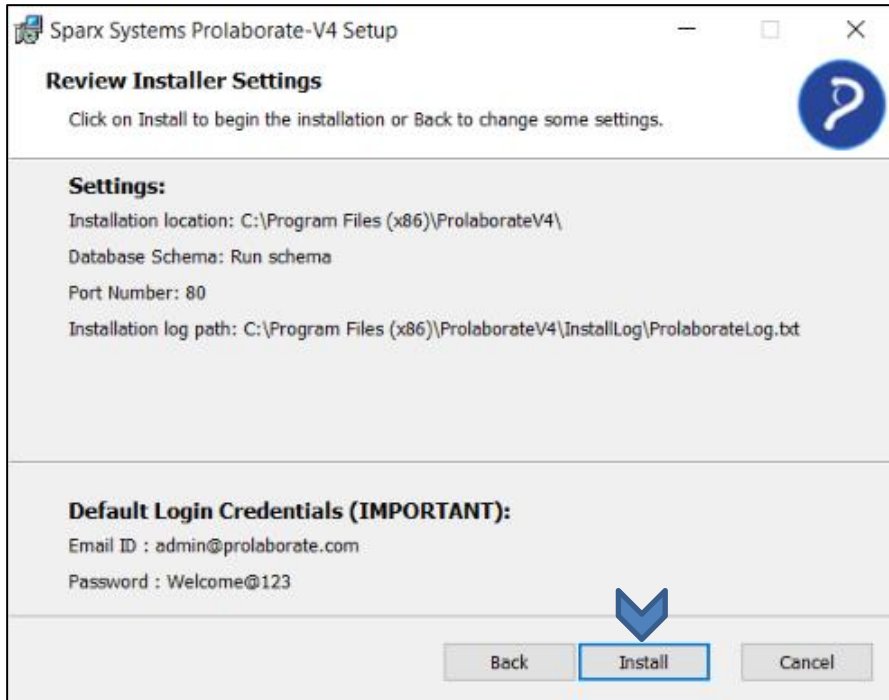 Sparx Systems Prolaborate-V4 Setup
Review Installer Settings
Click on Install to begin the installation or Back to change some settings.
Settings:
Installation location: C:\Program Files (x86)\ProlaborateV4\
Database Schema: Run schema
Port Number: 80
Installation log path: C:\Program Files (x86)\ProlaborateV4\InstallLog\ProlaborateLog.txt
Default Login Credentials (IMPORTANT):
Email ID : admin@prolaborate.com
Password : Welcome@123
Back Install Cancel